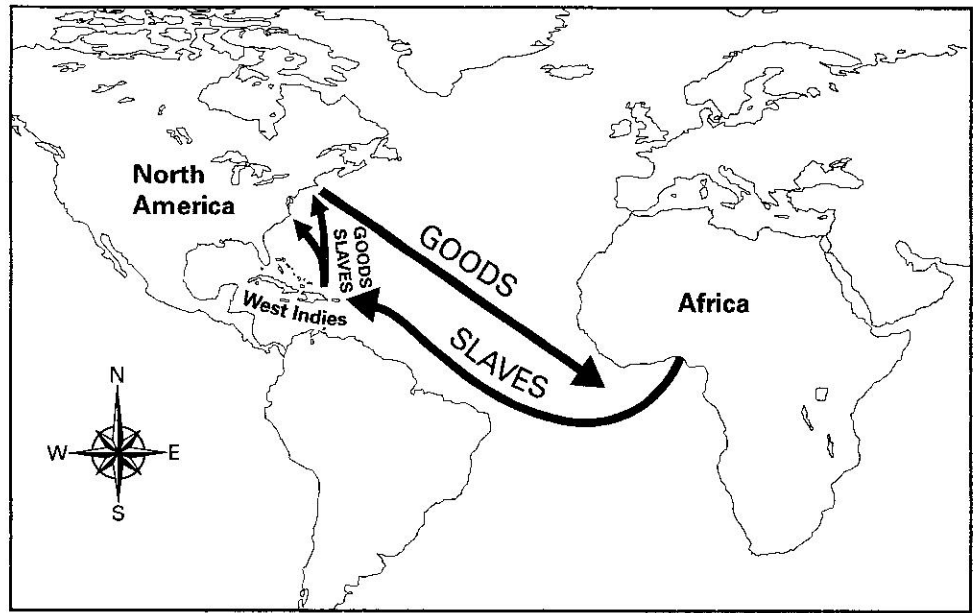 North
America
GOODS
GOODS
SLAVES
West Indies
SLAVES
Africa
N
W
E
S